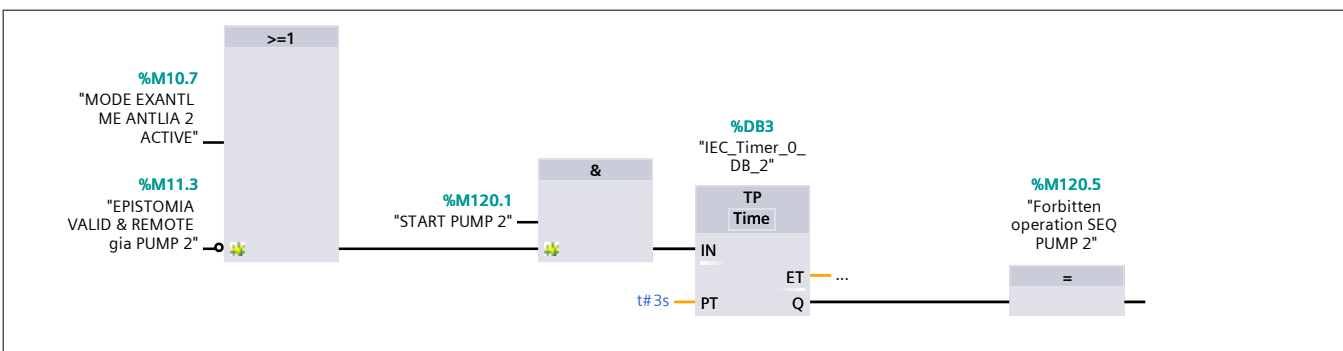 >=1
%M10.7
"MODE EXANTL
ME ANTLIA 2
ACTIVE"
%M11.3
"EPISTOMIA
VALID & REMOTE
gia PUMP 2"
%M120.1
"START PUMP 2"
&
%DB3
"IEC_Timer_0_
DB_2"
TP
Time
IN
ET ...
t#3s PT Q
%M120.5
"Forbitten
operation SEQ
PUMP 2"
=